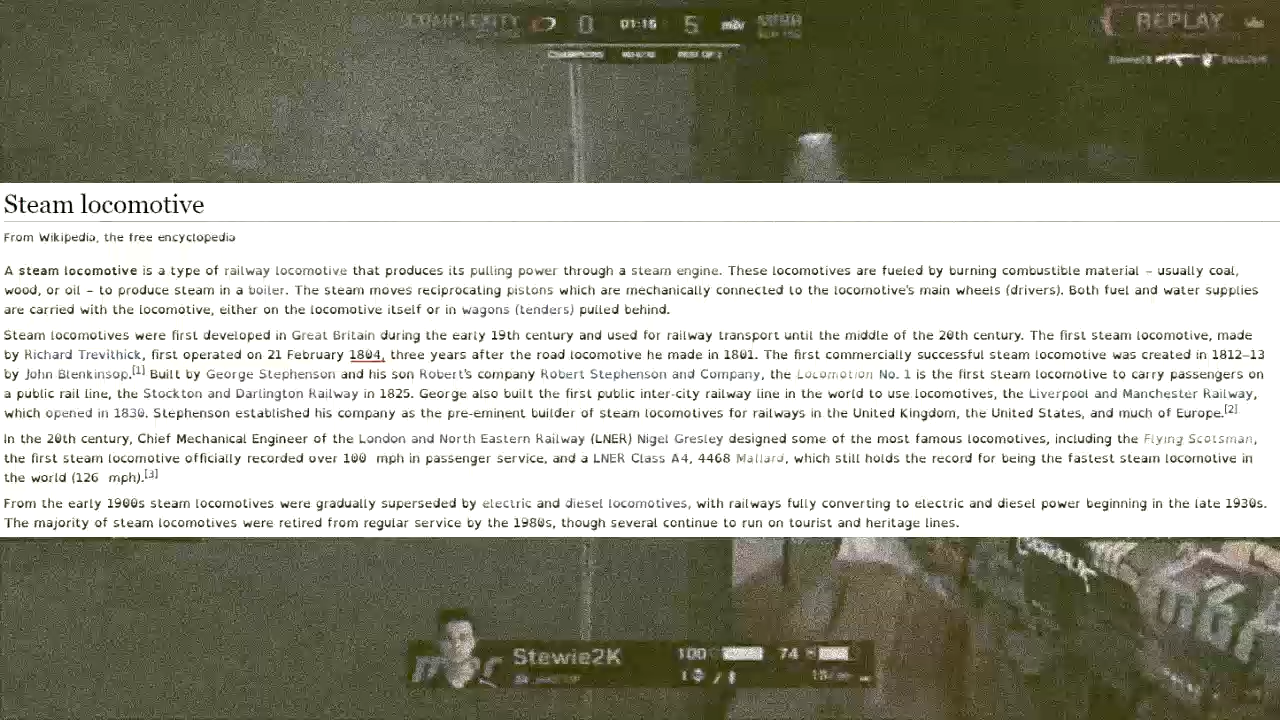 COMPLEXITY 0 01:16 5
REPLAY
Steam locomotive
From Wikipedia, the free encyclopedia
A steam locomotive is a type of railway locomotive that produces its pulling power through a steam engine. These locomotives are fueled by burning combustible material – usually coal,
wood, or oil – to produce steam in a boiler. The steam moves reciprocating pistons which are mechanically connected to the locomotive's main wheels (drivers). Both fuel and water supplies
are carried with the locomotive, either on the locomotive itself or in wagons (tenders) pulled behind.
Steam locomotives were first developed in Great Britain during the early 19th century and used for railway transport until the middle of the 20th century. The first steam locomotive, made
by Richard Trevithick, first operated on 21 February 1804, three years after the road locomotive he made in 1801. The first commercially successful steam locomotive was created in 1812–13
by John Blenkinsop.[1] Built by George Stephenson and his son Robert's company Robert Stephenson and Company, the Locomotion No. 1 is the first steam locomotive to carry passengers on
a public rail line, the Stockton and Darlington Railway in 1825. George also built the first public inter-city railway line in the world to use locomotives, the Liverpool and Manchester Railway,
which opened in 1830. Stephenson established his company as the pre-eminent builder of steam locomotives for railways in the United Kingdom, the United States, and much of Europe.[2]
In the 20th century, Chief Mechanical Engineer of the London and North Eastern Railway (LNER) Nigel Gresley designed some of the most famous locomotives, including the Flying Scotsman,
the first steam locomotive officially recorded over 100 mph in passenger service, and a LNER Class A4, 4468 Mallard, which still holds the record for being the fastest steam locomotive in
the world (126 mph).[3]
From the early 1900s steam locomotives were gradually superseded by electric and diesel locomotives, with railways fully converting to electric and diesel power beginning in the late 1930s.
The majority of steam locomotives were retired from regular service by the 1980s, though several continue to run on tourist and heritage lines.
Stewie2K 100 74